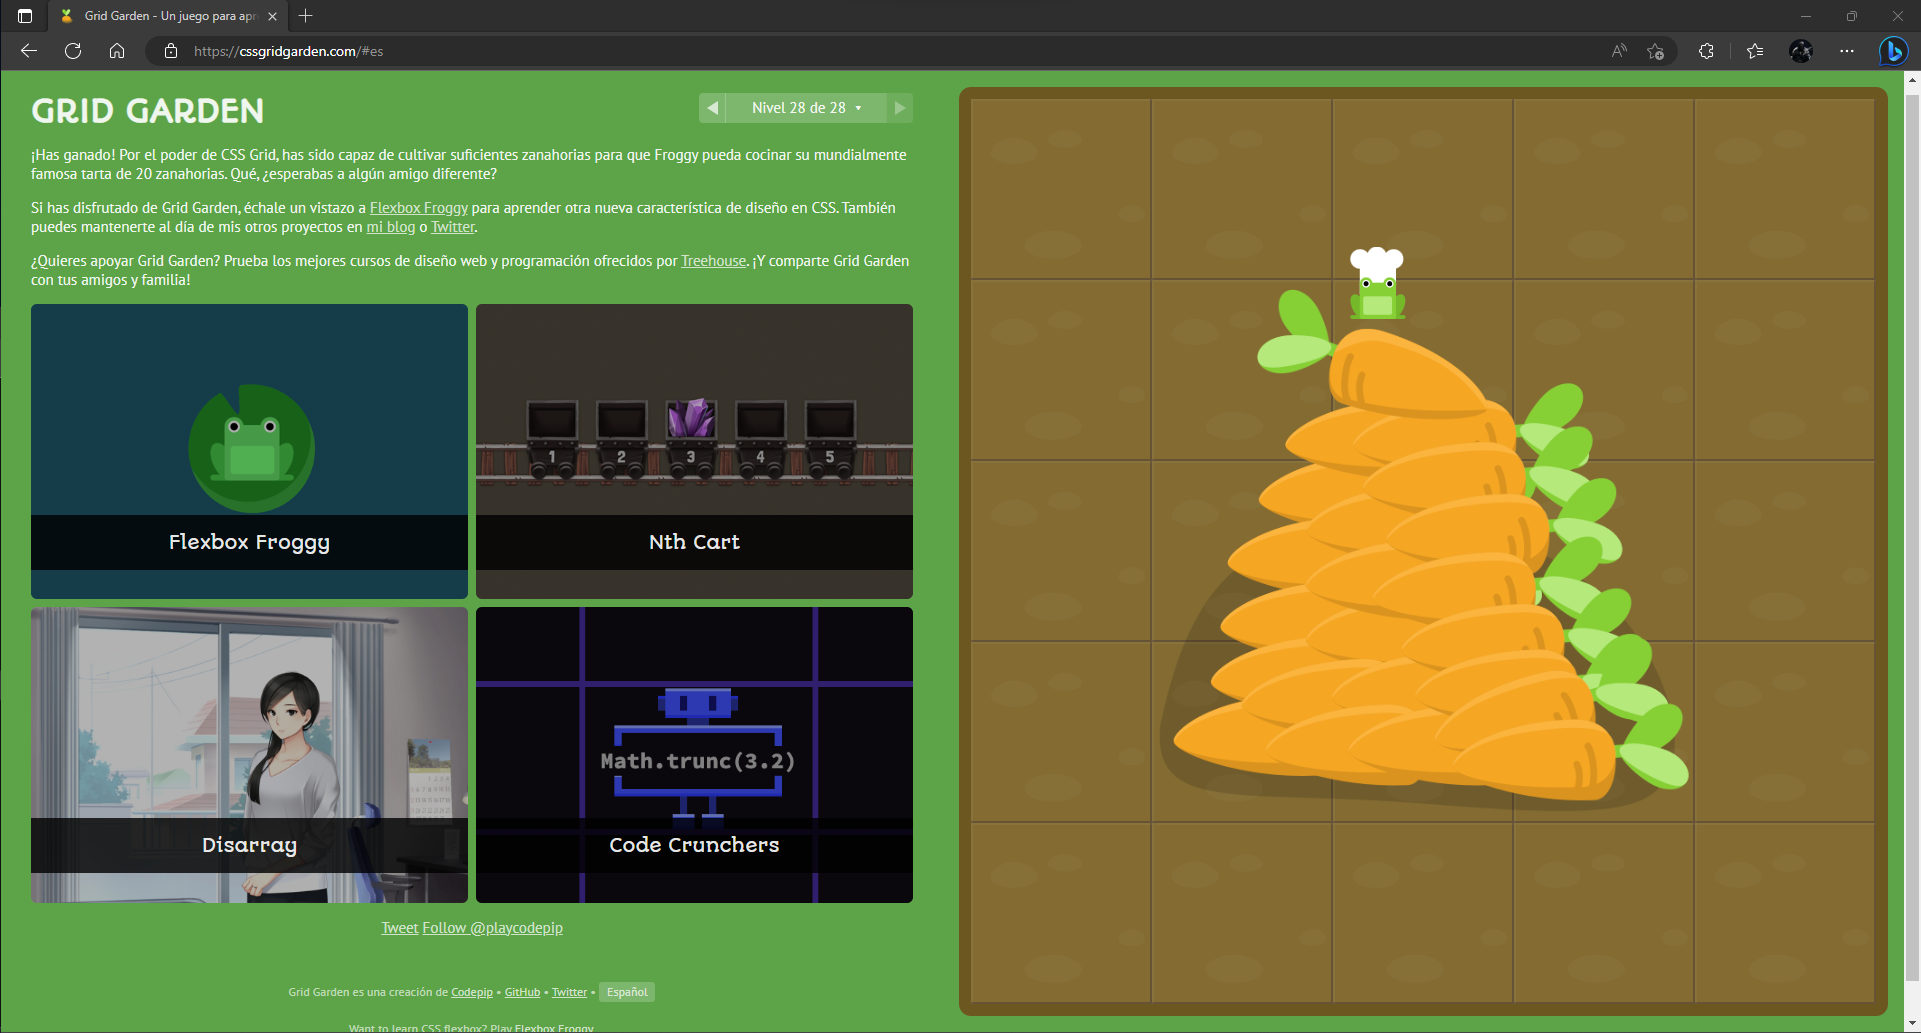 Grid Garden - Un juego para apr
https://cssgridgarden.com/#es
GRID GARDEN
Nivel 28 de 28
¡Has ganado! Por el poder de CSS Grid, has sido capaz de cultivar suficientes zanahorias para que Froggy pueda cocinar su mundialmente
famosa tarta de 20 zanahorias. Qué, ¿esperabas a algún amigo diferente?
Si has disfrutado de Grid Garden, échale un vistazo a Flexbox Froggy para aprender otra nueva característica de diseño en CSS. También
puedes mantenerte al día de mis otros proyectos en mi blog o Twitter.
¿Quieres apoyar Grid Garden? Prueba los mejores cursos de diseño web y programación ofrecidos por Treehouse. ¡Y comparte Grid Garden
con tus amigos y familia!
1 2 3 4 5
Flexbox Froggy
Nth Cart
Math.trunc(3.2)
Disarray
Code Crunchers
Tweet Follow @playcodepip
Grid Garden es una creación de Codepip • GitHub • Twitter • Español
Want to learn CSS flexbox? Play Flexbox Froggy